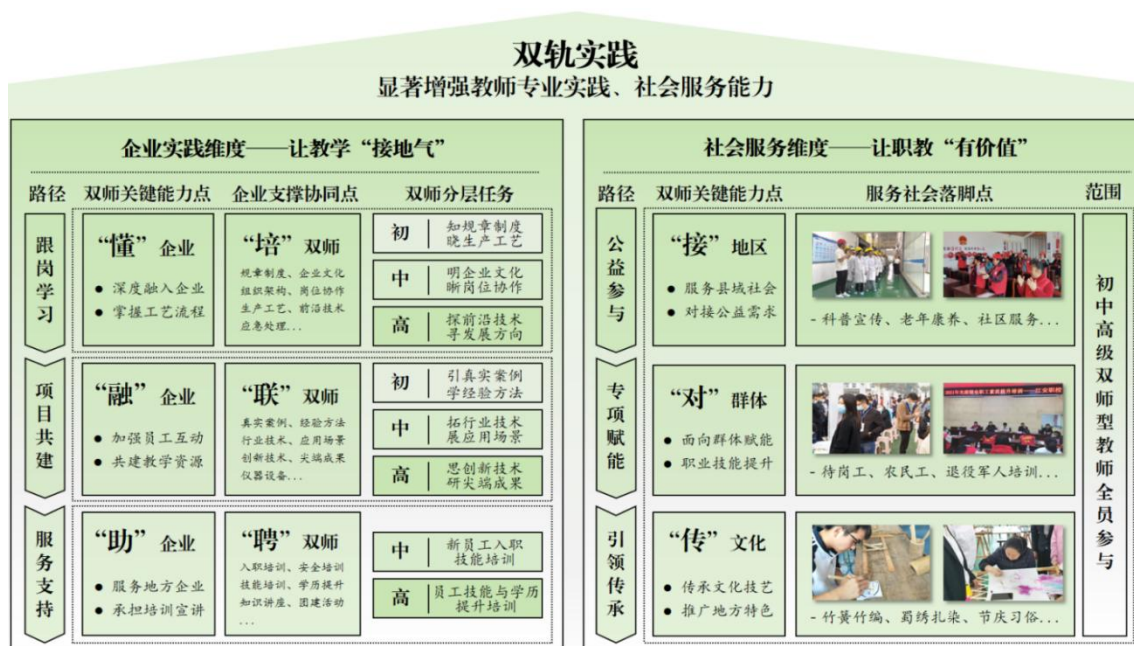 双轨实践
显著增强教师专业实践、社会服务能力
企业实践维度——让教学“接地气”
路径
双师关键能力点
企业支撑协同点
双师分层任务
跟岗学习
“懂” 企业
● 深度融入企业
● 掌握工艺流程
“培” 双师
规章制度、企业文化
组织架构、岗位协作
生产工艺、前沿技术
应急处理...
初
知规章制度
晓生产工艺
中
明企业文化
晰岗位协作
高
探前沿技术
寻发展方向
项目共建
“融” 企业
● 加强员工互动
● 共建教学资源
“联” 双师
真实案例、经验方法
行业技术、应用场景
创新技术、尖端成果
仪器设备...
初
引真实案例
学经验方法
中
拓行业技术
展应用场景
高
思创新技术
研尖端成果
服务支持
“助” 企业
● 服务地方企业
● 承担培训宣讲
“聘” 双师
入职培训、安全培训
技能培训、学历提升
知识讲座、团建活动
...
中
新员工入职
技能培训
高
员工技能与学历
提升培训
社会服务维度——让职教“有价值”
路径
双师关键能力点
服务社会落脚点
范围
公益参与
“接” 地区
● 服务县域社会
● 对接公益需求
- 科普宣传、老年康养、社区服务...
专项赋能
“对” 群体
● 面向群体赋能
● 职业技能提升
- 待岗工、农民工、退役军人培训...
引领传承
“传” 文化
● 传承文化技艺
● 推广地方特色
- 竹簧竹编、蜀绣扎染、节庆习俗...
初中高级双师型教师全员参与